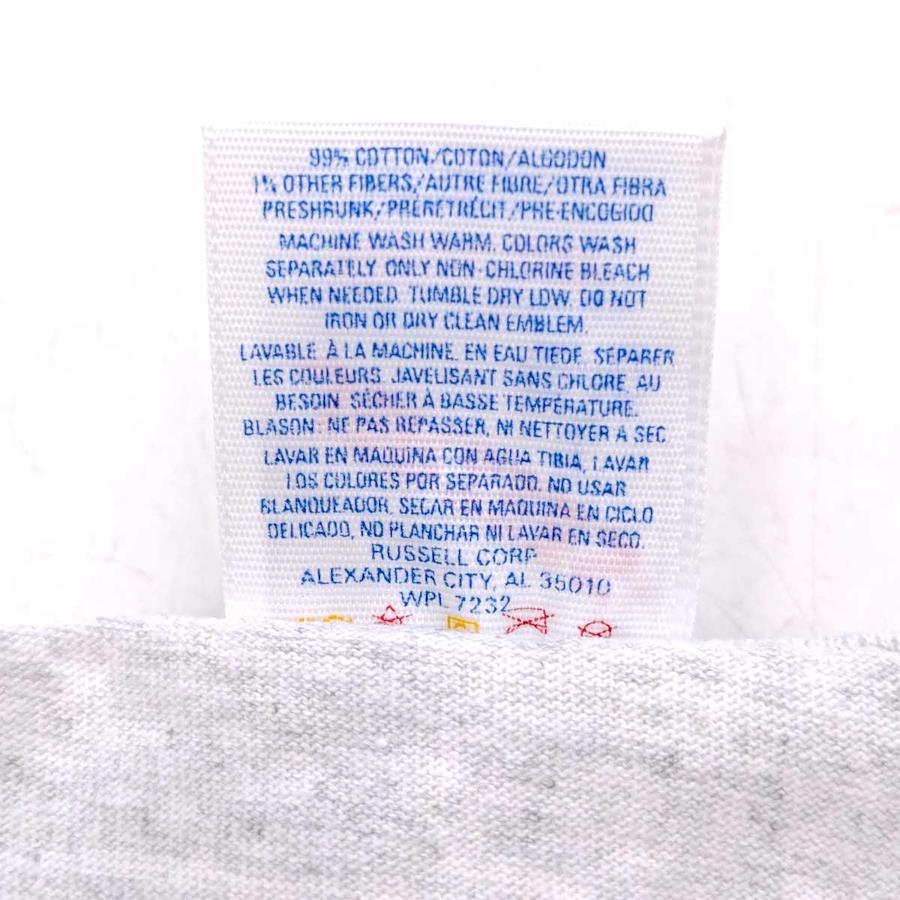 99% COTTON/COTON/ALGODON
1% OTHER FIBERS/AUTRE FIBRE/OTRA FIBRA
PRESHRUNK/PRÉRÉTRÉCIT/PRE-ENCOGIDO
MACHINE WASH WARM. COLORS WASH
SEPARATELY. ONLY NON-CHLORINE BLEACH
WHEN NEEDED. TUMBLE DRY LOW. DO NOT
IRON OR DRY CLEAN EMBLEM.
LAVABLE À LA MACHINE. EN EAU TIEDE. SÉPARER
LES COULEURS. JAVELISANT SANS CHLORE AU
BESOIN. SÉCHER À BASSE TEMPÉRATURE.
BLASON: NE PAS REPASSER, NI NETTOYER A SEC
LAVAR EN MAQUINA CON AGUA TIBIA, LAVAR
LOS COLORES POR SEPARADO. NO USAR
BLANQUEADOR, SECAR EN MAQUINA EN CICLO
DELICADO, NO PLANCHAR NI LAVAR EN SECO.
RUSSELL CORP
ALEXANDER CITY, AL 35010
WPL 7232